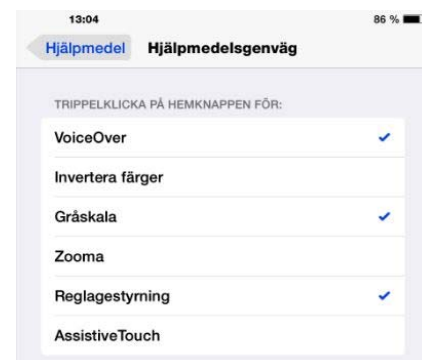 13:04 86 %
Hjälpmedel Hjälpmedelsgenväg
TRIPPELKLICKA PÅ HEMKNAPPEN FÖR:
VoiceOver
Invertera färger
Gråskala
Zooma
Reglagestyrning
AssistiveTouch